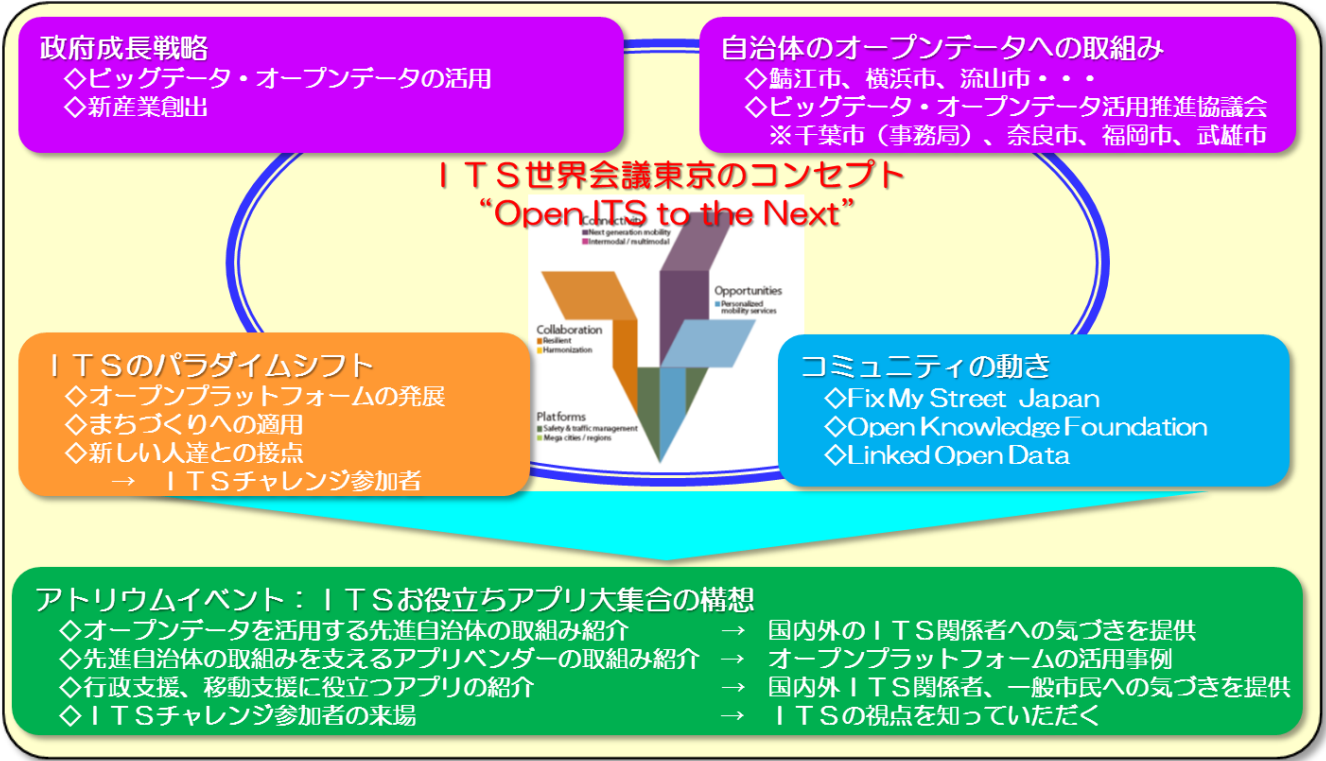 政府成長戦略
◇ビッグデータ・オープンデータの活用
◇新産業創出
自治体のオープンデータへの取組み
◇鯖江市、横浜市、流山市・・・
◇ビッグデータ・オープンデータ活用推進協議会
※千葉市（事務局）、奈良市、福岡市、武雄市
ＩＴＳ世界会議東京のコンセプト
“Open ITS to the Next”
Connectivity
Next generation mobility
Intermodal / multimodal
Opportunities
Personalized
mobility services
Collaboration
Resilient
Harmonization
Platforms
Safety & traffic management
Mega cities / regions
ＩＴＳのパラダイムシフト
◇オープンプラットフォームの発展
◇まちづくりへの適用
◇新しい人達との接点
→　ＩＴＳチャレンジ参加者
コミュニティの動き
◇Fix My Street Japan
◇Open Knowledge Foundation
◇Linked Open Data
アトリウムイベント：ＩＴＳお役立ちアプリ大集合の構想
◇オープンデータを活用する先進自治体の取組み紹介　→　国内外のＩＴＳ関係者への気づきを提供
◇先進自治体の取組みを支えるアプリベンダーの取組み紹介　→　オープンプラットフォームの活用事例
◇行政支援、移動支援に役立つアプリの紹介　→　国内外ＩＴＳ関係者、一般市民への気づきを提供
◇ＩＴＳチャレンジ参加者の来場　→　ＩＴＳの視点を知っていただく